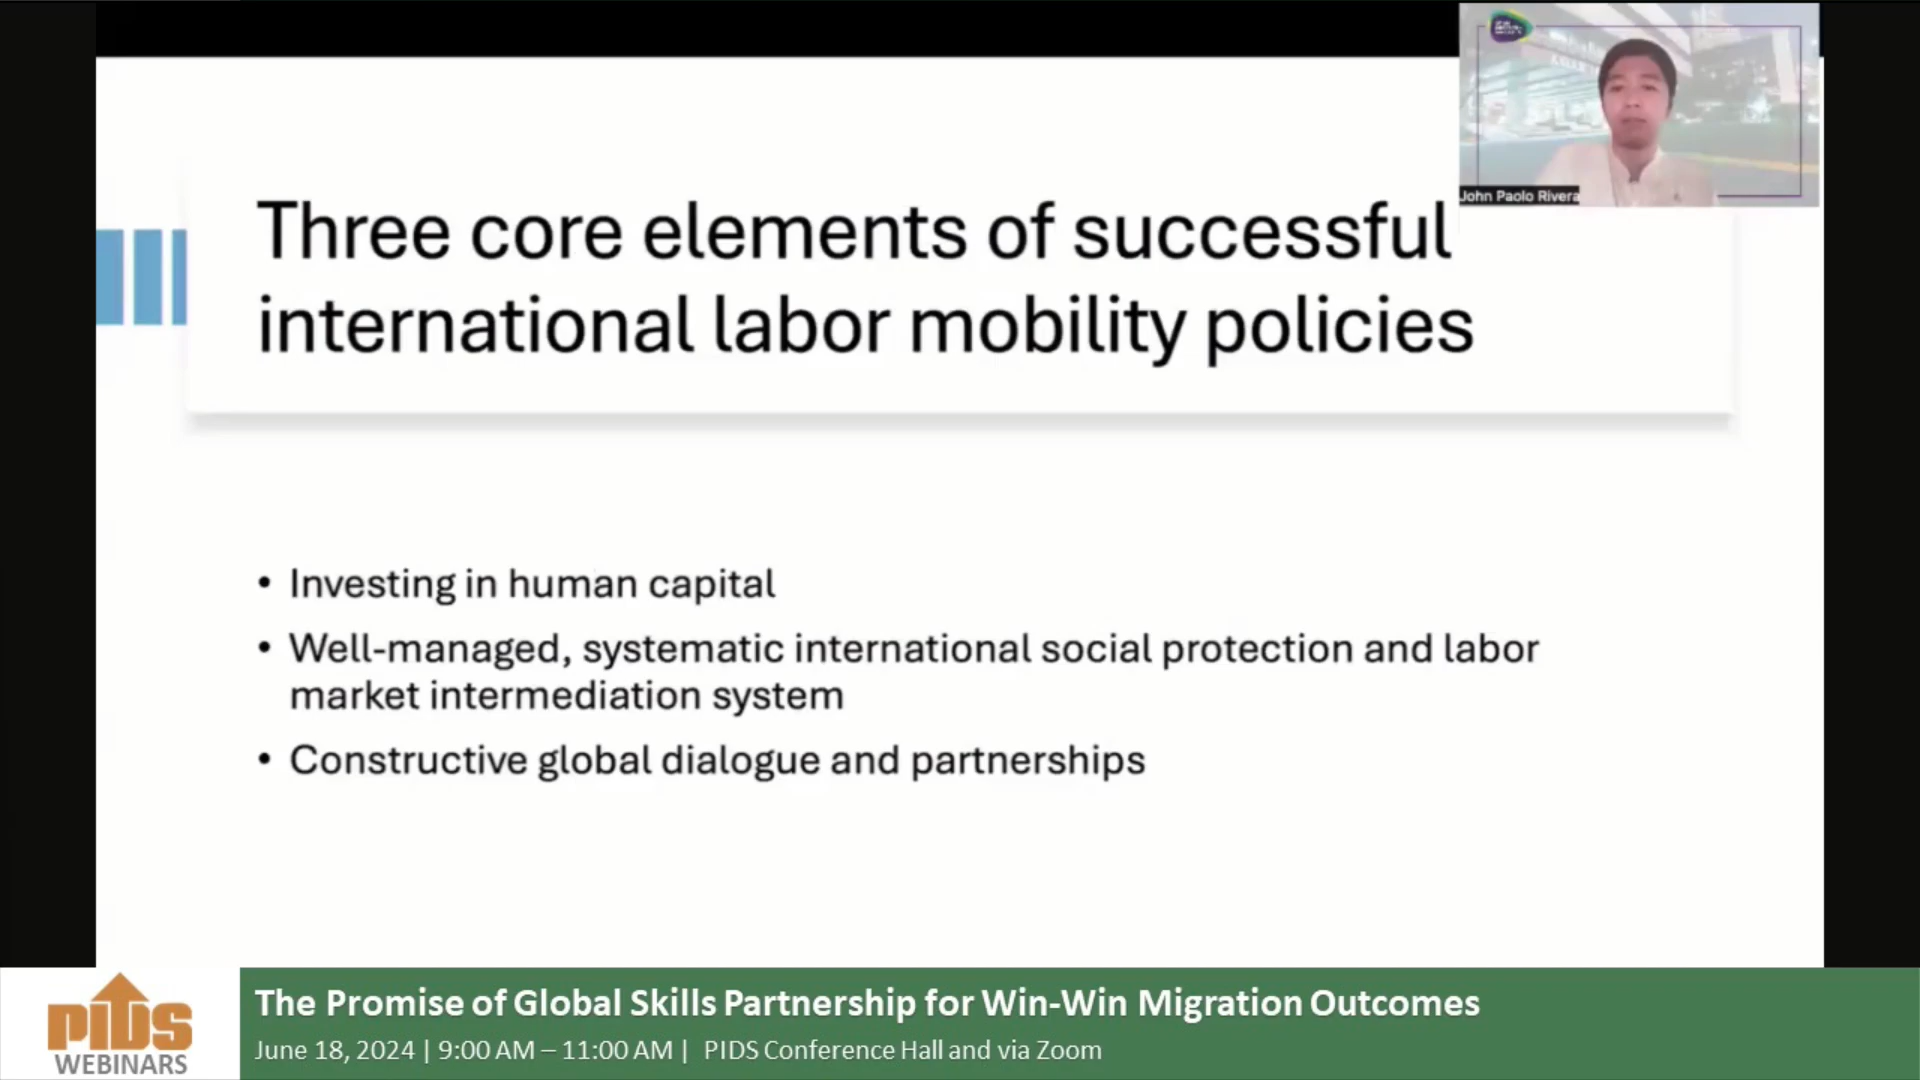 John Paolo Rivera
Three core elements of successful
international labor mobility policies
• Investing in human capital
• Well-managed, systematic international social protection and labor
market intermediation system
• Constructive global dialogue and partnerships
PIDS
WEBINARS
The Promise of Global Skills Partnership for Win-Win Migration Outcomes
June 18, 2024 | 9:00 AM – 11:00 AM | PIDS Conference Hall and via Zoom